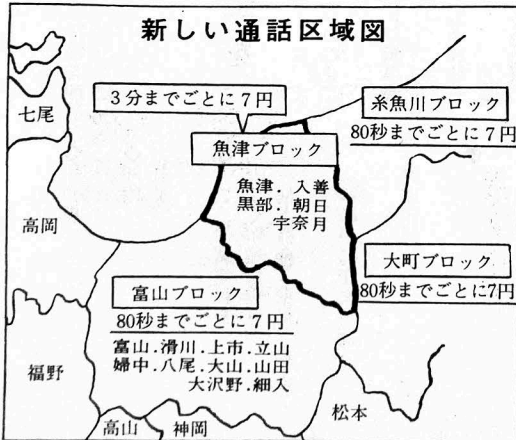 新しい通話区域図
3分までごとに7円
糸魚川ブロック
80秒までごとに7円
七尾
魚津ブロック
魚津．入善
黒部．朝日
宇奈月
高岡
大町ブロック
80秒までごとに7円
富山ブロック
80秒までごとに7円
富山．滑川．上市．立山
婦中．八尾．大山．山田
大沢野．細入
福野
松本
高山
神岡